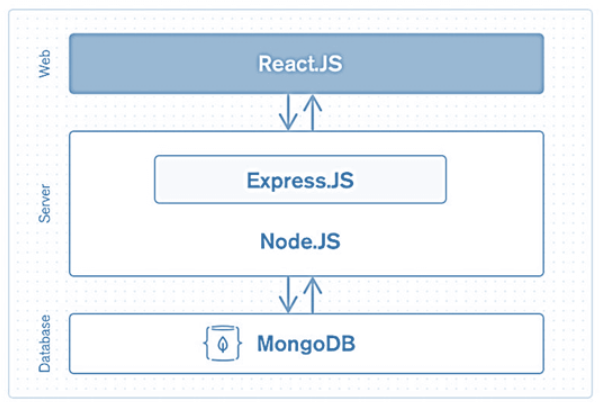 Web
React.JS
Server
Express.JS
Node.JS
Database
MongoDB